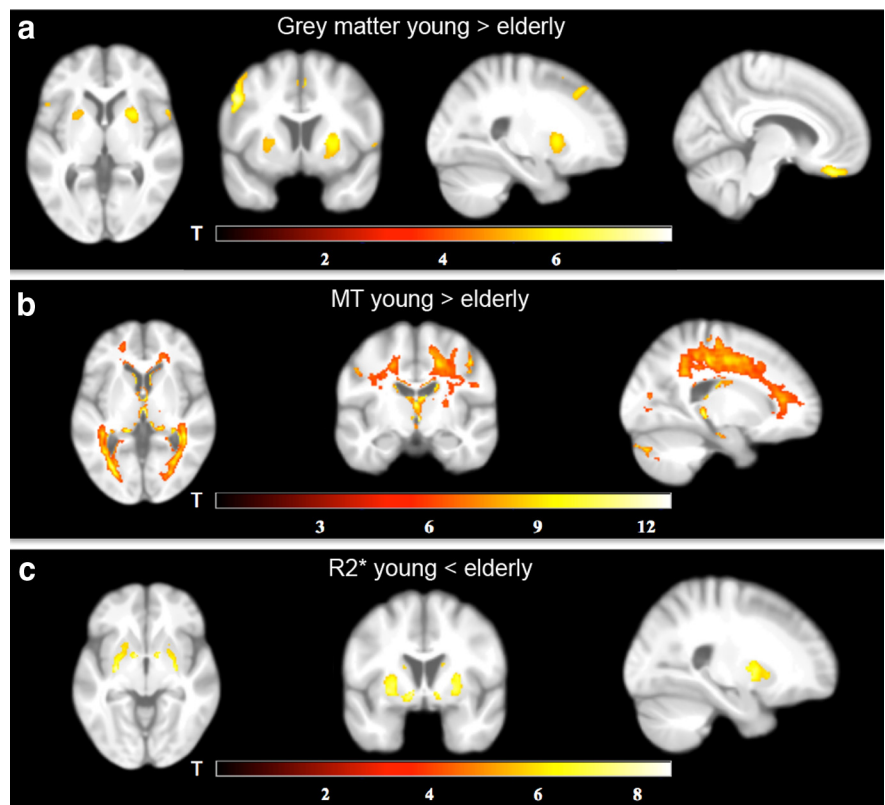 a
Grey matter young > elderly
T
2 4 6
b
MT young > elderly
T
3 6 9 12
c
R2* young < elderly
T
2 4 6 8